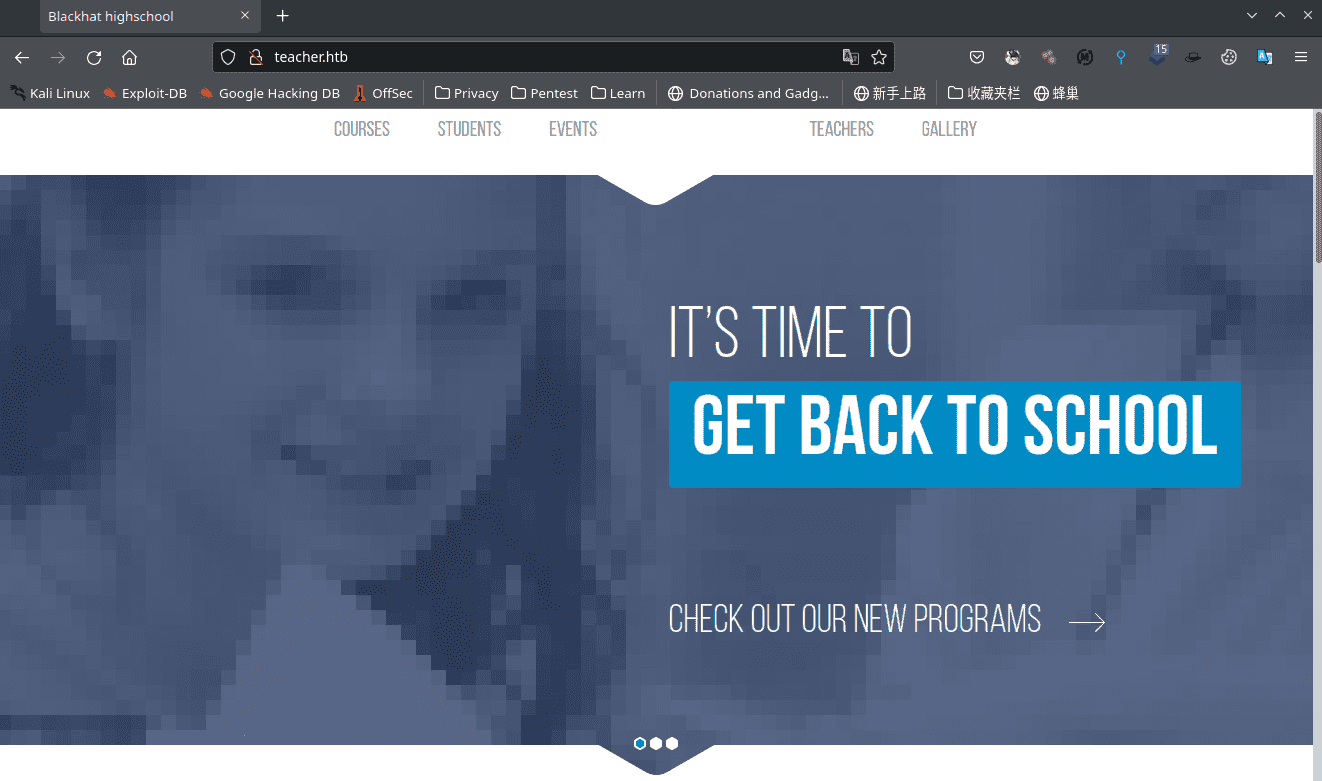 Blackhat highschool
teacher.htb
15
Kali Linux Exploit-DB Google Hacking DB OffSec Privacy Pentest Learn Donations and Gadg... 新手上路 收藏夹栏 蜂巢
COURSES STUDENTS EVENTS TEACHERS GALLERY
IT'S TIME TO
GET BACK TO SCHOOL
CHECK OUT OUR NEW PROGRAMS